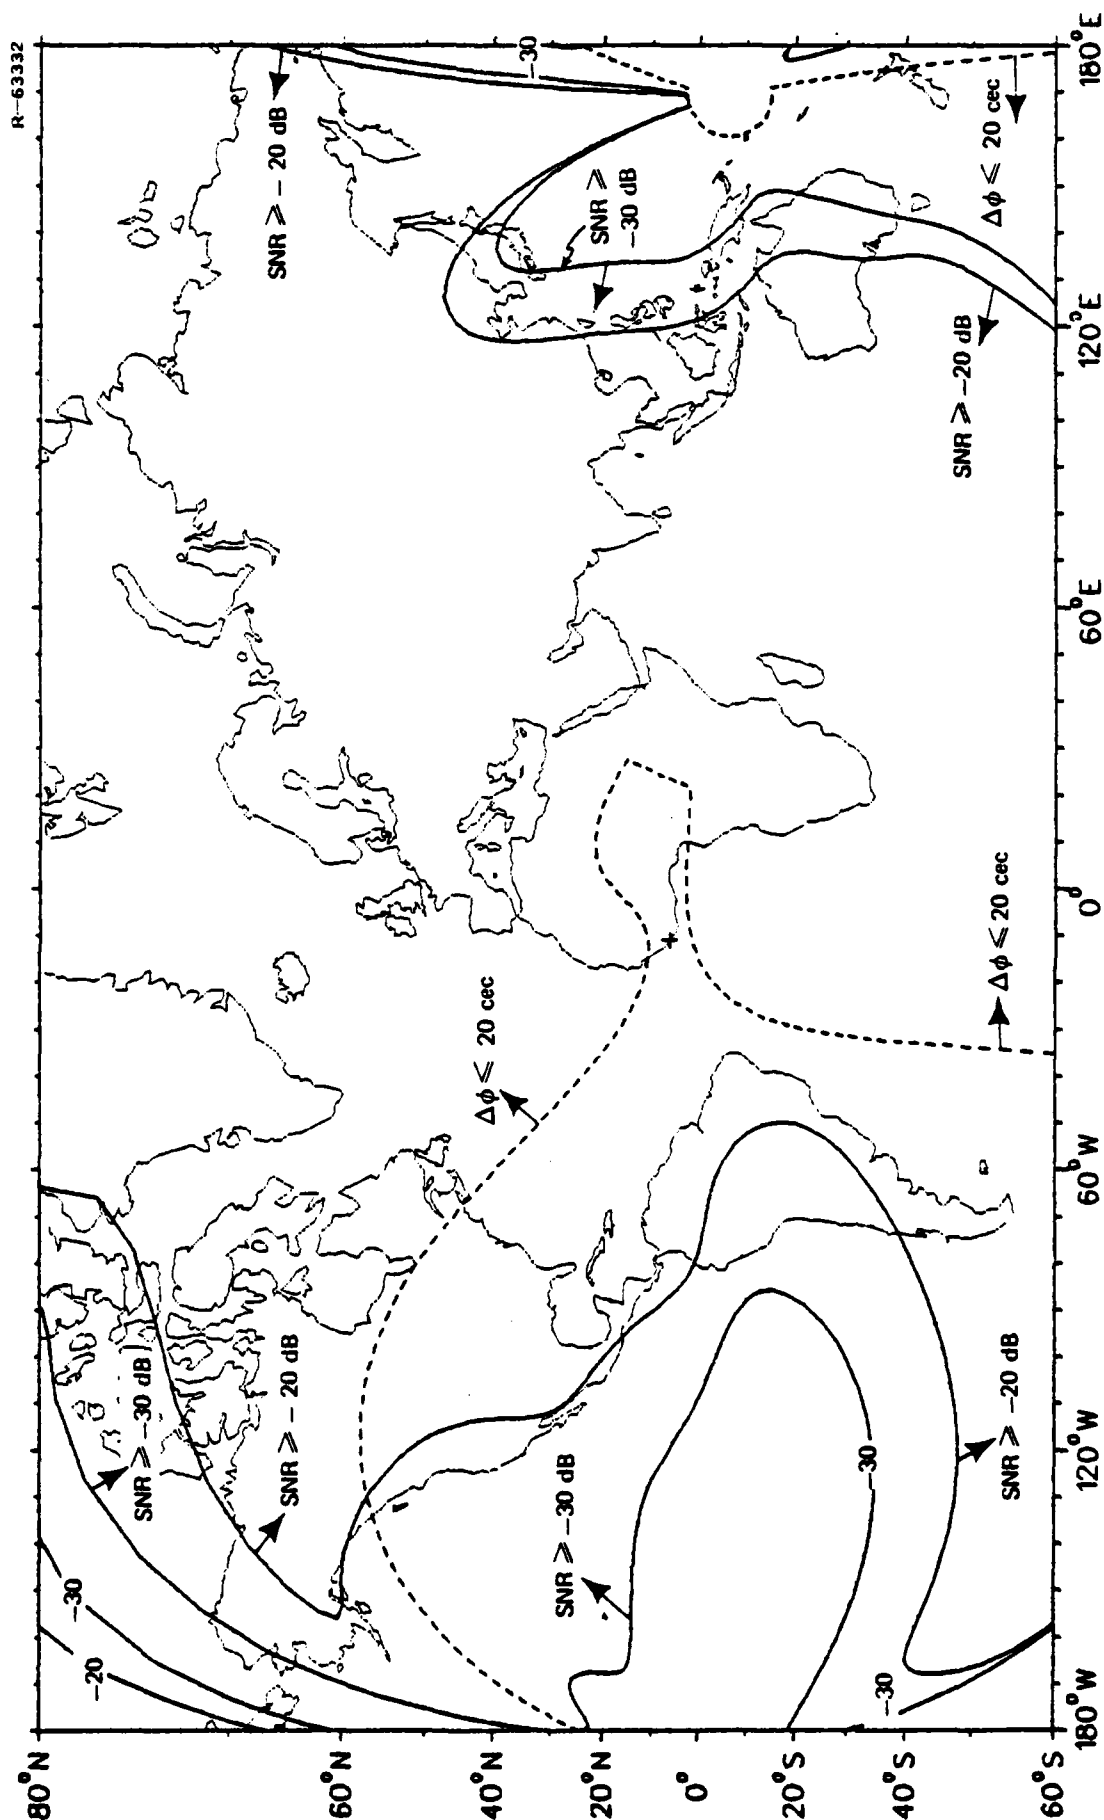 R-63332
80°N
60°N
40°N
20°N
0°
20°S
40°S
60°S
180°W
120°W
60°W
0°
60°E
120°E
180°E
-20
-30
SNR ≥ -30 dB
SNR ≥ -20 dB
Δϕ ≤ 20 cec
SNR ≥ -30 dB
-30
SNR ≥ -20 dB
-30
Δϕ ≤ 20 cec
SNR ≥ -20 dB
-30
SNR ≥
-30 dB
SNR ≥ -20 dB
Δϕ ≤ 20 cec